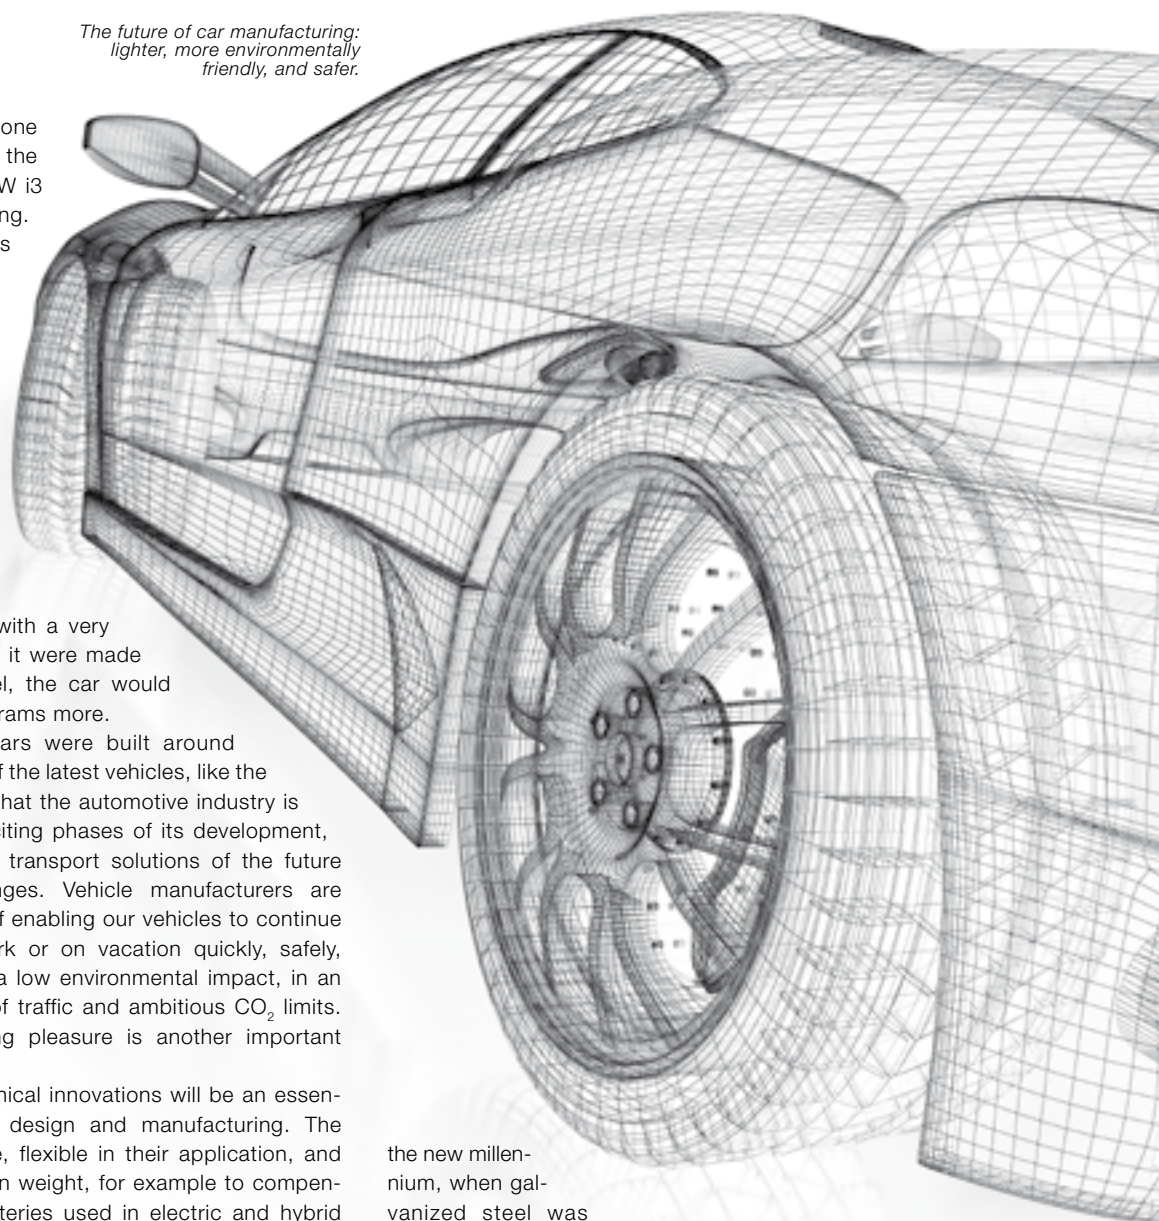 The future of car manufacturing:
lighter, more environmentally
friendly, and safer.
one
the
W i3
ng.
s
with a very
it were made
el, the car would
rams more.
ars were built around
f the latest vehicles, like the
hat the automotive industry is
citing phases of its development,
transport solutions of the future
nges. Vehicle manufacturers are
f enabling our vehicles to continue
rk or on vacation quickly, safely,
a low environmental impact, in an
of traffic and ambitious CO₂ limits.
ng pleasure is another important
nical innovations will be an essen-
design and manufacturing. The
e, flexible in their application, and
n weight, for example to compen-
teries used in electric and hybrid
the new millen-
nium, when gal-
vanized steel was